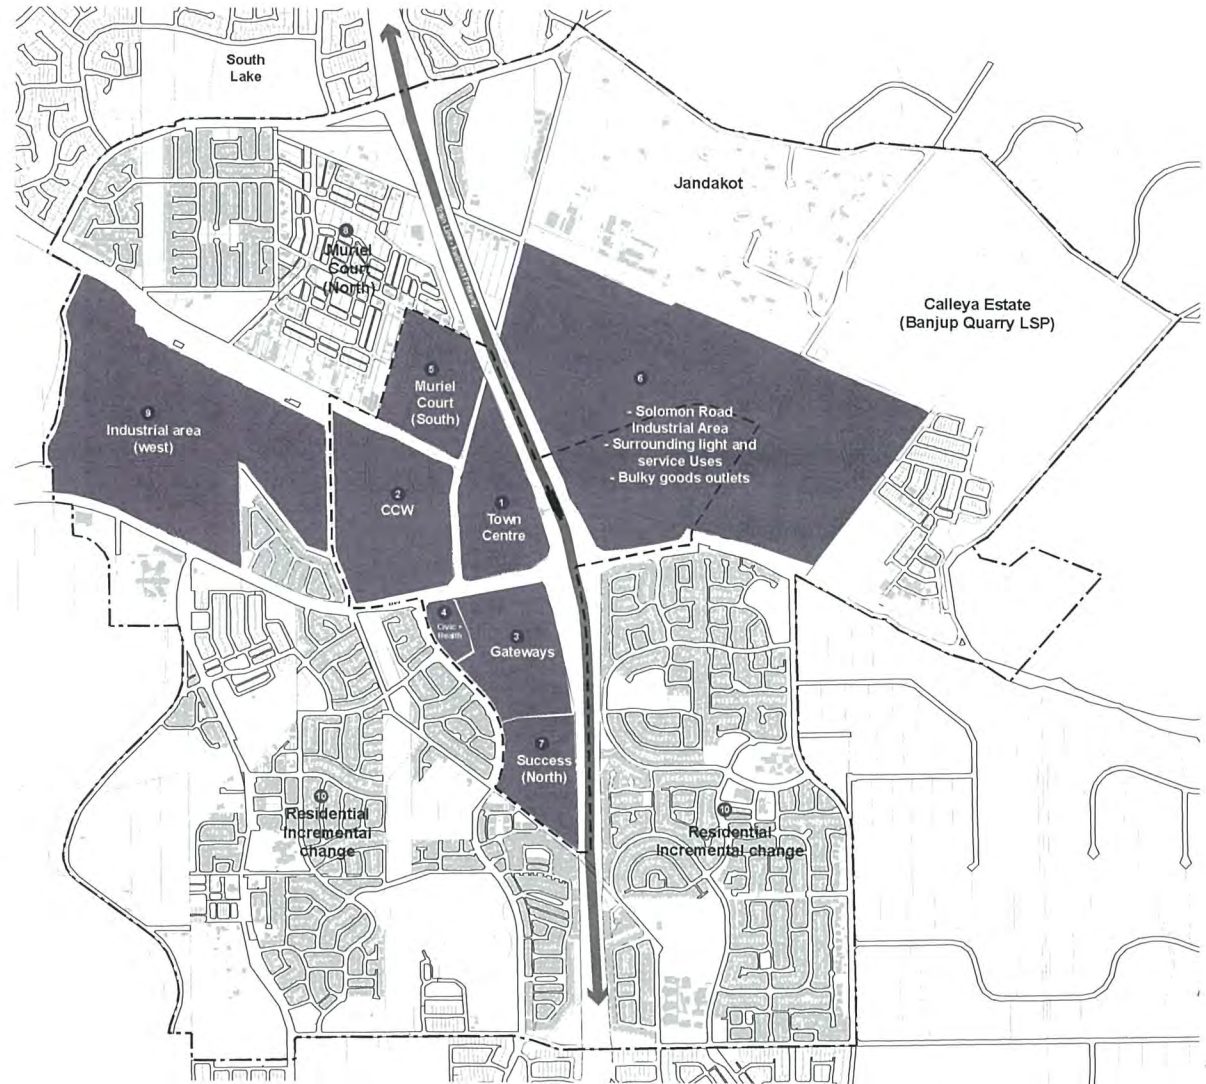 South
Lake
Jandakot
8
Muriel
Court
(North)
Calleya Estate
(Banjup Quarry LSP)
5
Muriel
Court
(South)
6
- Solomon Road
Industrial Area
- Surrounding light and
service Uses
- Bulky goods outlets
9
Industrial area
(west)
2
CCW
1
Town
Centre
4
Civic +
Health
3
Gateways
7
Success
(North)
10
Residential
Incremental
change
10
Residential
Incremental change